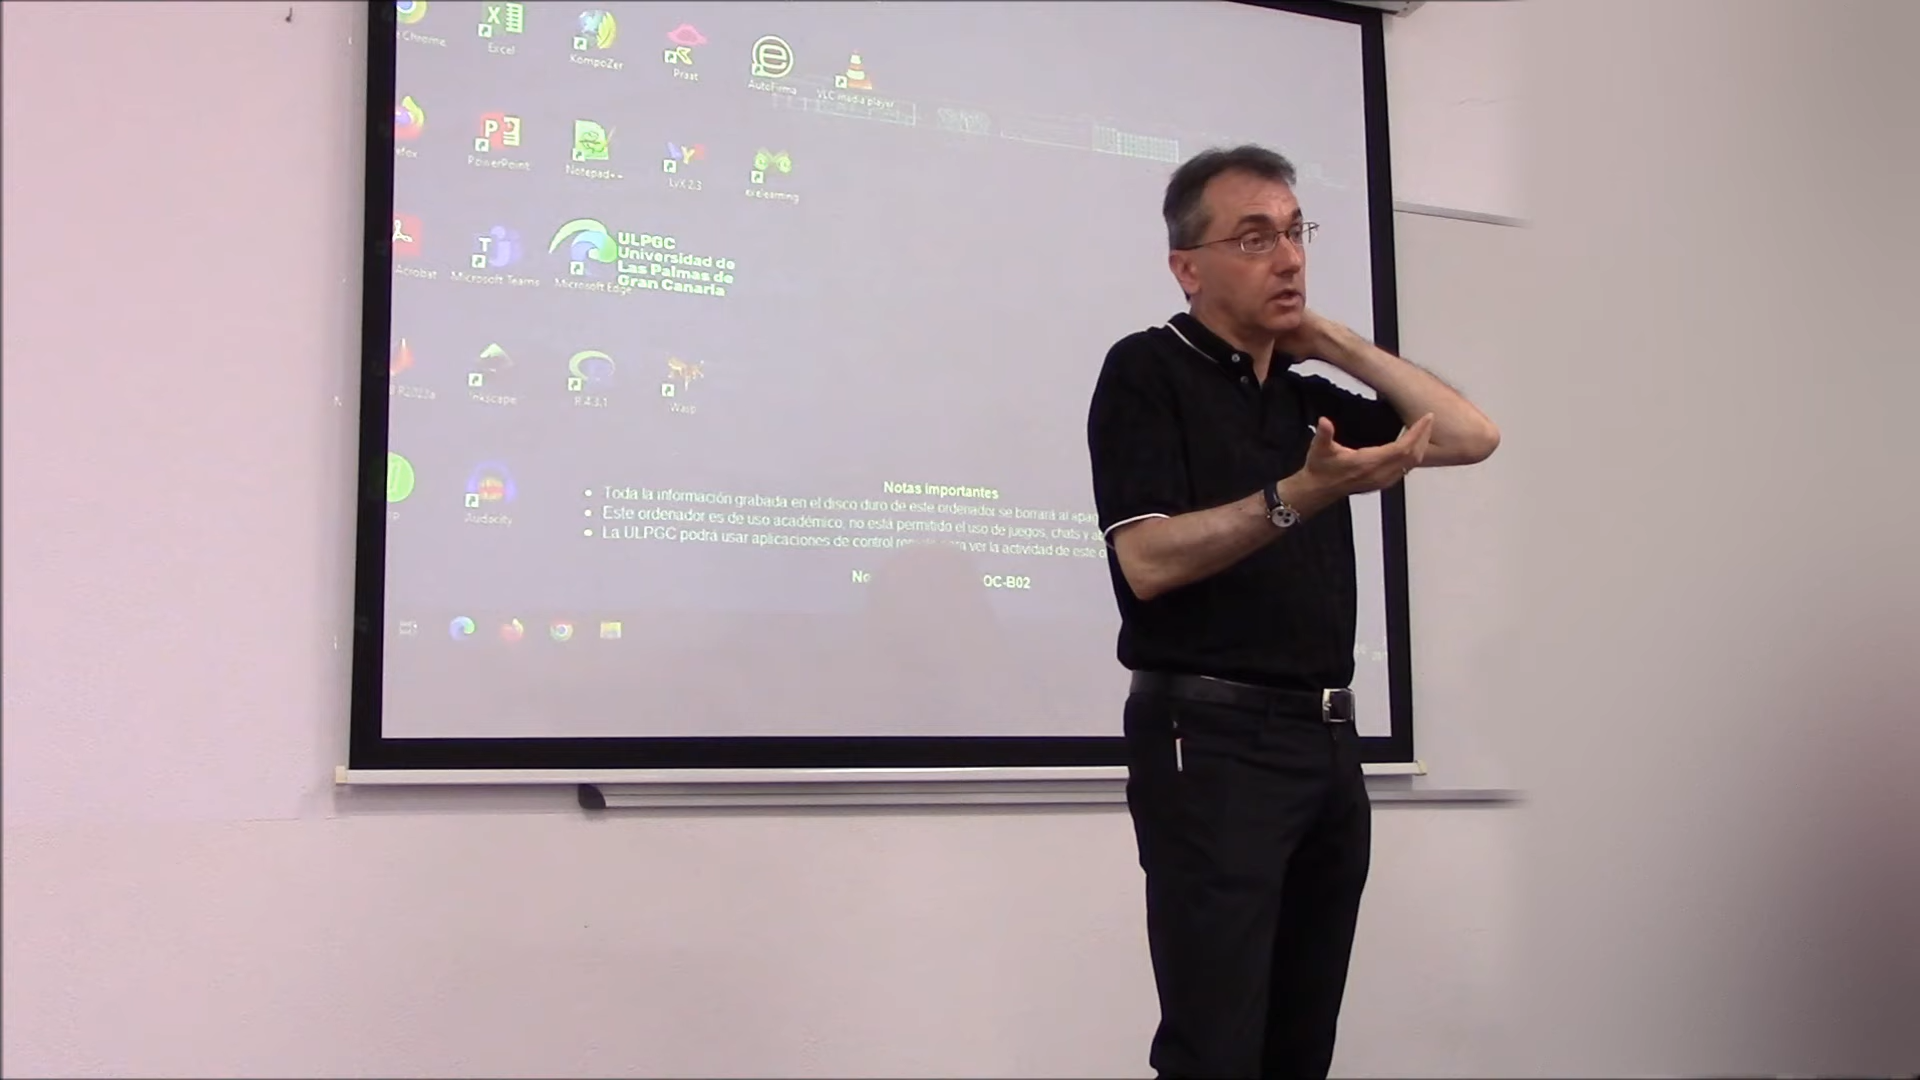 Chrome
Excel
KompoZer
Praat
AutoFirma
VLC media player
PowerPoint
Notepad++
LyX 2.3
exelearning
Acrobat
Microsoft Teams
Microsoft Edge
ULPGC
Universidad de
Las Palmas de
Gran Canaria
R2023a
Inkscape
R 4.3.1
Wasp
Audacity
Notas importantes
• Toda la información grabada en el disco duro de este ordenador se borrará al
• Este ordenador es de uso académico, no está permitido el uso de juegos, chats y
• La ULPGC podrá usar aplicaciones de control ver la actividad de este
OC-B02